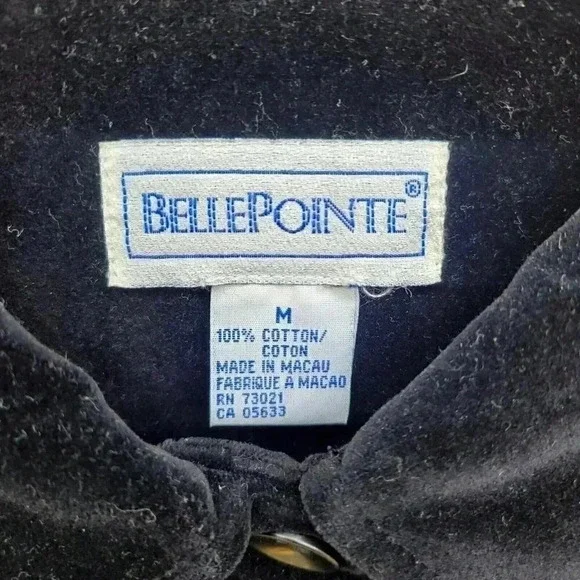 BELLEPOINTE®
M
100% COTTON/
COTON
MADE IN MACAU
FABRIQUE A MACAO
RN 73021
CA 05633